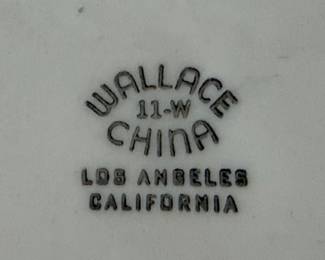 WALLACE
11-W
CHINA
LOS ANGELES
CALIFORNIA